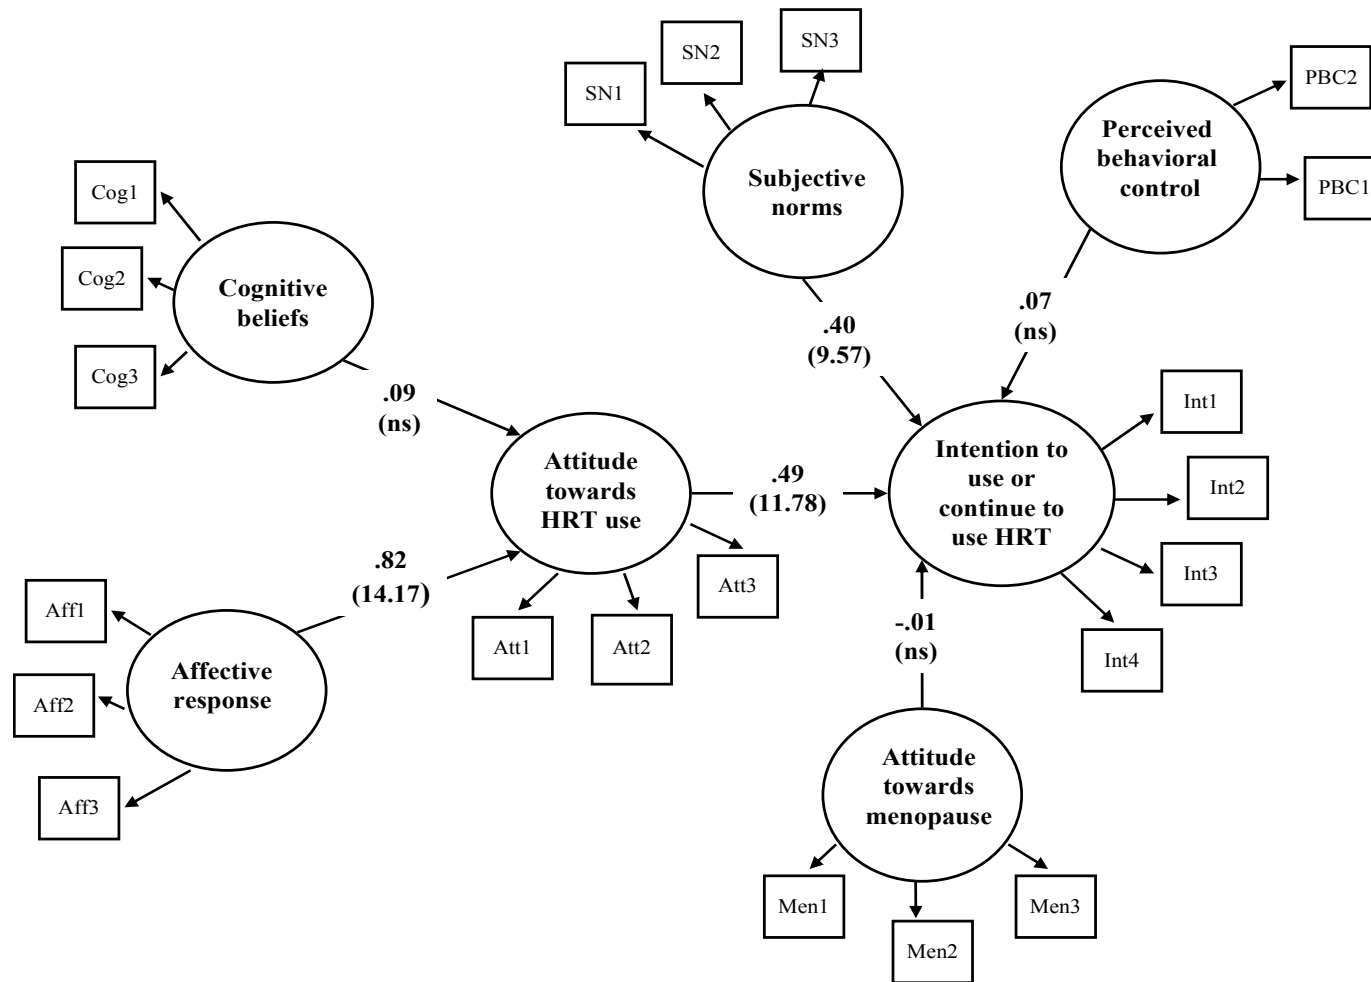 SN3
SN2
SN1
PBC2
Perceived
behavioral
control
PBC1
Subjective
norms
Cog1
Cog2
Cog3
Cognitive
beliefs
.07
(ns)
.40
(9.57)
.09
(ns)
Int1
Int2
Int3
Int4
Attitude
towards
HRT use
.49
(11.78)
Intention to
use or
continue to
use HRT
.82
(14.17)
Att3
Att1
Att2
Aff1
Aff2
Aff3
Affective
response
-.01
(ns)
Attitude
towards
menopause
Men1
Men2
Men3